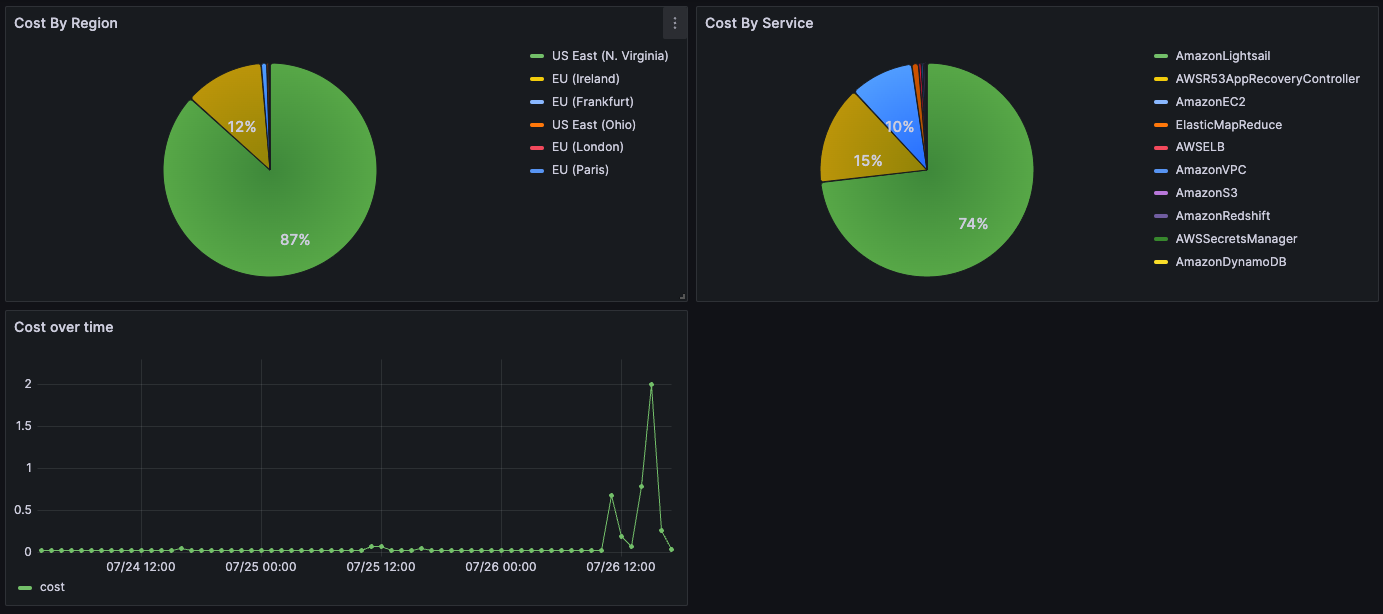 Cost By Region
12%
87%
US East (N. Virginia)
EU (Ireland)
EU (Frankfurt)
US East (Ohio)
EU (London)
EU (Paris)
Cost By Service
10%
15%
74%
AmazonLightsail
AWSR53AppRecoveryController
AmazonEC2
ElasticMapReduce
AWSELB
AmazonVPC
AmazonS3
AmazonRedshift
AWSSecretsManager
AmazonDynamoDB
Cost over time
2
1.5
1
0.5
0
07/24 12:00 07/25 00:00 07/25 12:00 07/26 00:00 07/26 12:00
cost